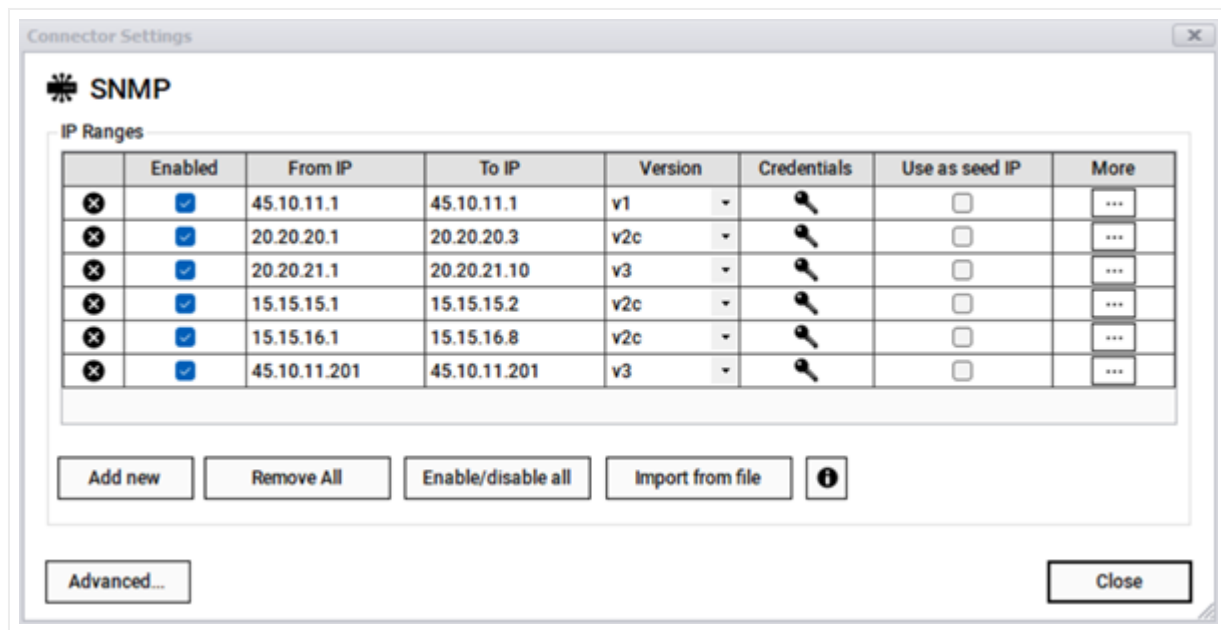 Connector Settings
SNMP
IP Ranges
Enabled From IP To IP Version Credentials Use as seed IP More
45.10.11.1 45.10.11.1 v1 ...
20.20.20.1 20.20.20.3 v2c ...
20.20.21.1 20.20.21.10 v3 ...
15.15.15.1 15.15.15.2 v2c ...
15.15.16.1 15.15.16.8 v2c ...
45.10.11.201 45.10.11.201 v3 ...
Add new Remove All Enable/disable all Import from file
Advanced... Close